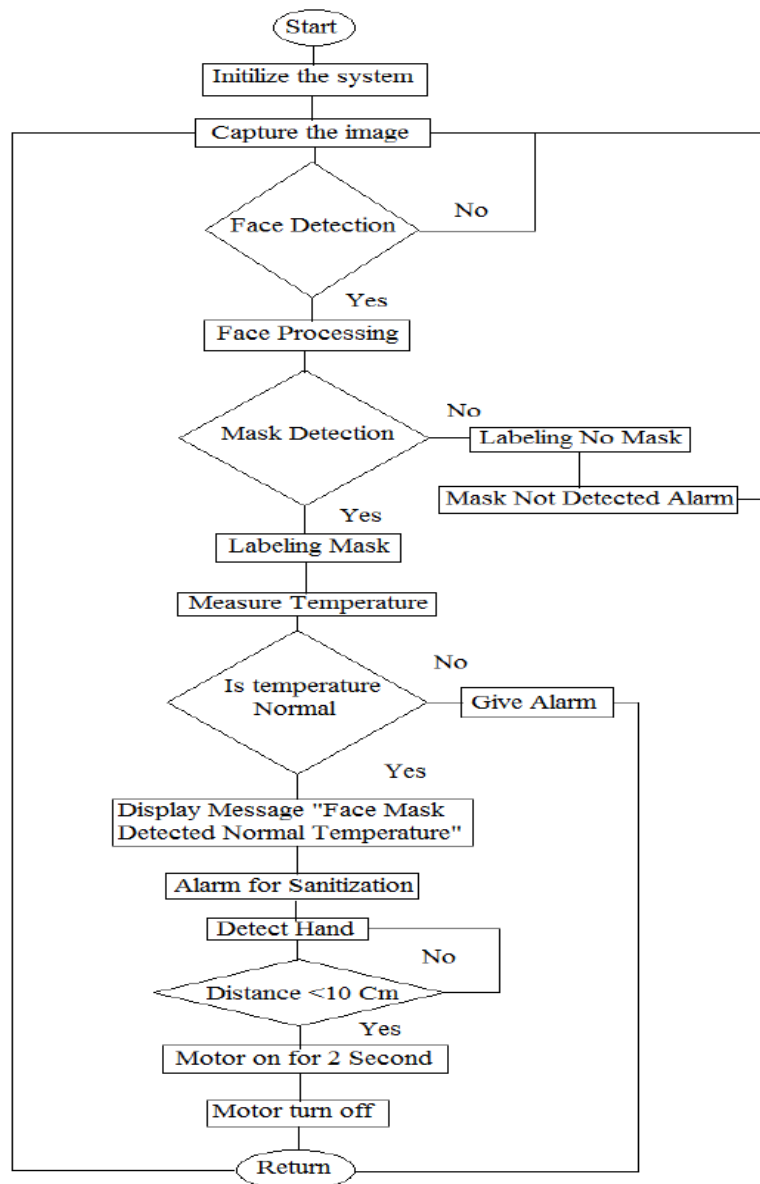 Start
Initilize the system
Capture the image
Face Detection
No
Yes
Face Processing
Mask Detection
No
Labeling No Mask
Mask Not Detected Alarm
Yes
Labeling Mask
Measure Temperature
Is temperature
Normal
No
Give Alarm
Yes
Display Message "Face Mask
Detected Normal Temperature"
Alarm for Sanitization
Detect Hand
No
Distance <10 Cm
Yes
Motor on for 2 Second
Motor turn off
Return